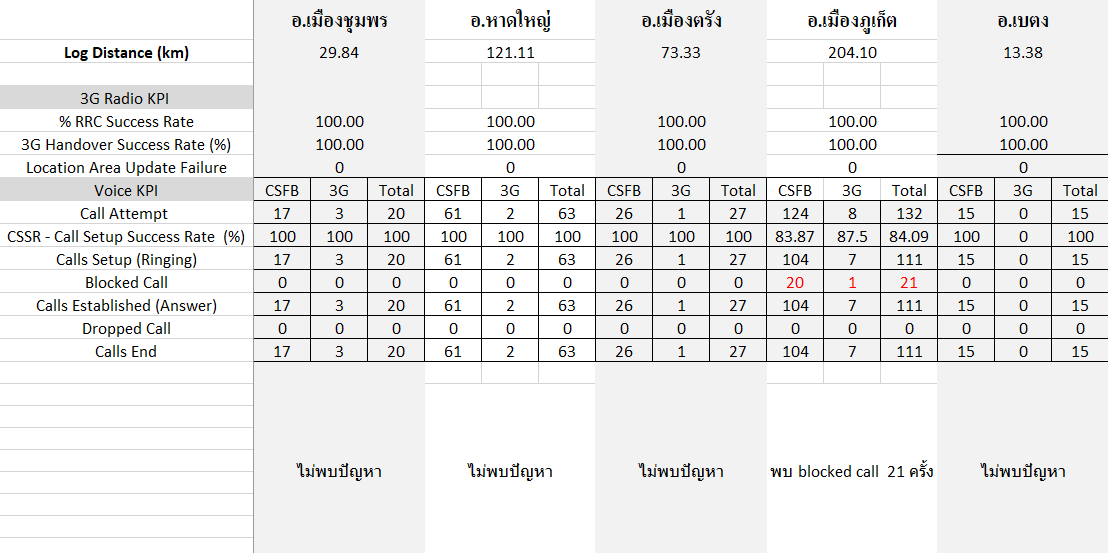 อ.เมืองชุมพร อ.หาดใหญ่ อ.เมืองตรัง อ.เมืองภูเก็ต อ.เบตง
Log Distance (km) 29.84 121.11 73.33 204.10 13.38
3G Radio KPI
% RRC Success Rate 100.00 100.00 100.00 100.00 100.00
3G Handover Success Rate (%) 100.00 100.00 100.00 100.00 100.00
Location Area Update Failure 0 0 0 0 0
Voice KPI CSFB 3G Total CSFB 3G Total CSFB 3G Total CSFB 3G Total CSFB 3G Total
Call Attempt 17 3 20 61 2 63 26 1 27 124 8 132 15 0 15
CSSR - Call Setup Success Rate (%) 100 100 100 100 100 100 100 100 100 83.87 87.5 84.09 100 0 100
Calls Setup (Ringing) 17 3 20 61 2 63 26 1 27 104 7 111 15 0 15
Blocked Call 0 0 0 0 0 0 0 0 0 20 1 21 0 0 0
Calls Established (Answer) 17 3 20 61 2 63 26 1 27 104 7 111 15 0 15
Dropped Call 0 0 0 0 0 0 0 0 0 0 0 0 0 0 0
Calls End 17 3 20 61 2 63 26 1 27 104 7 111 15 0 15
ไม่พบปัญหา ไม่พบปัญหา ไม่พบปัญหา พบ blocked call 21 ครั้ง ไม่พบปัญหา